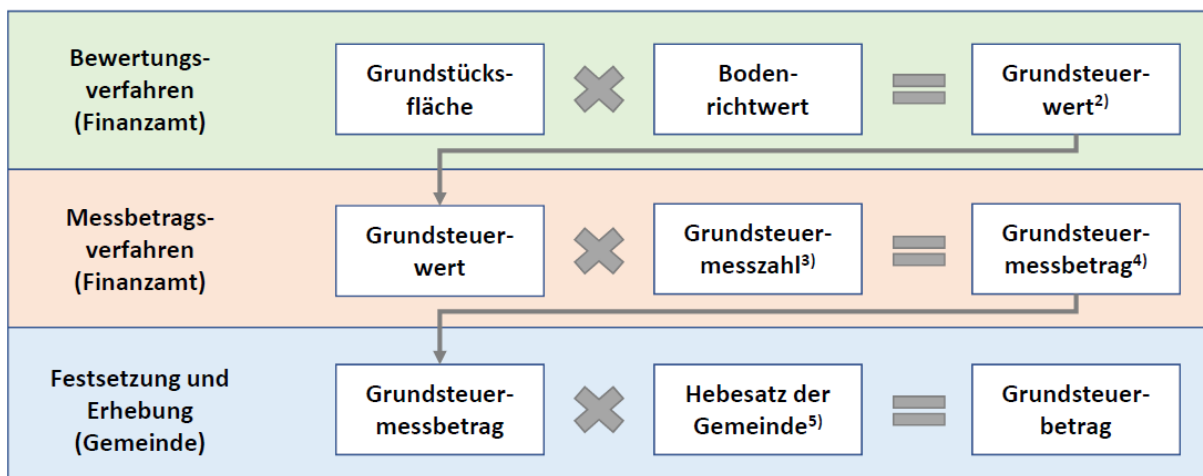 Bewertungs-
verfahren
(Finanzamt)
Grundstücks-
fläche
Boden-
richtwert
Grundsteuer-
wert²⁾
Messbetrags-
verfahren
(Finanzamt)
Grundsteuer-
wert
Grundsteuer-
messzahl³⁾
Grundsteuer-
messbetrag⁴⁾
Festsetzung und
Erhebung
(Gemeinde)
Grundsteuer-
messbetrag
Hebesatz der
Gemeinde⁵⁾
Grundsteuer-
betrag